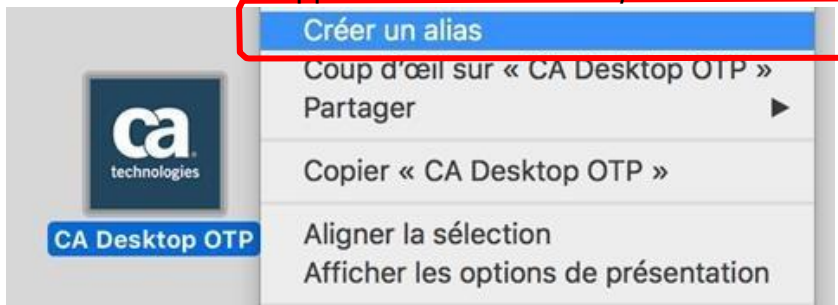 Créer un alias
Coup d'œil sur « CA Desktop OTP »
Partager
ca
technologies
Copier « CA Desktop OTP »
CA Desktop OTP
Aligner la sélection
Afficher les options de présentation